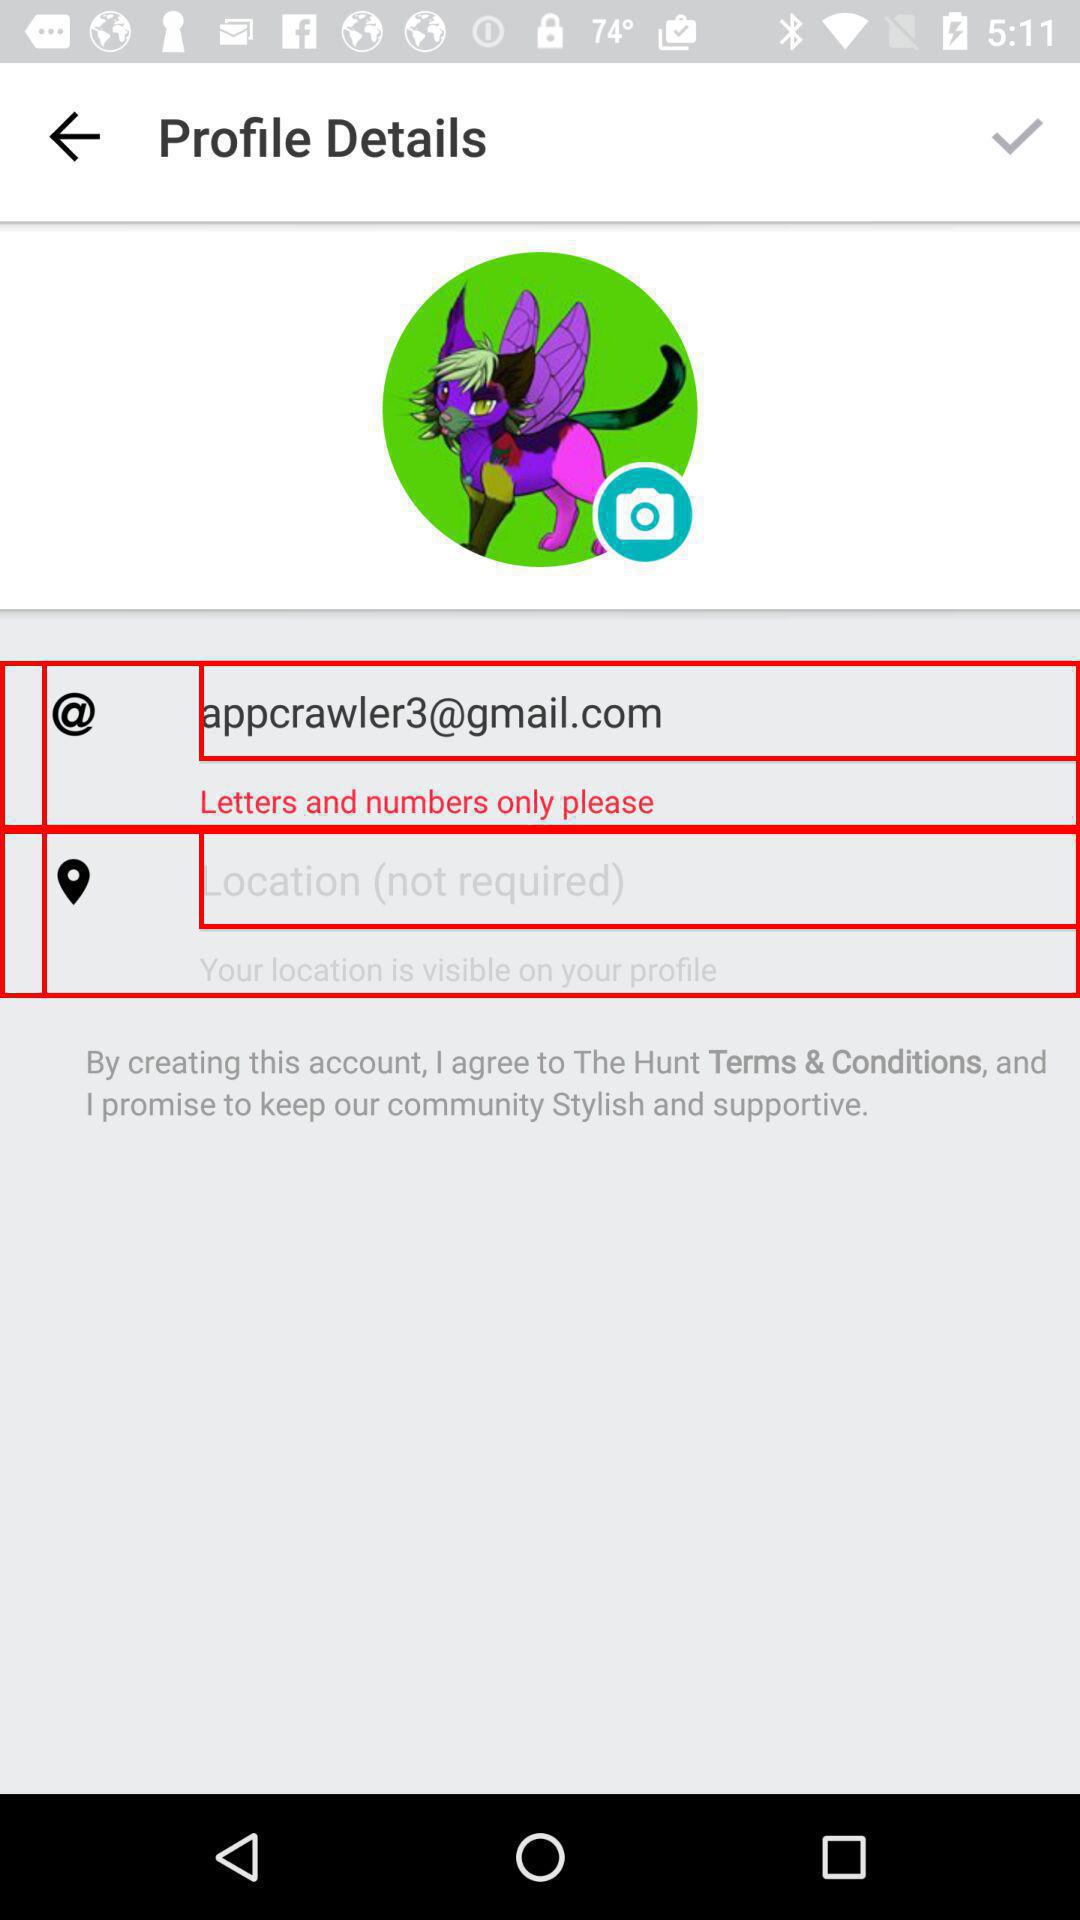 74° 5:11
Profile Details
@ appcrawler3@gmail.com
Letters and numbers only please
Location (not required)
Your location is visible on your profile
By creating this account, I agree to The Hunt Terms & Conditions, and
I promise to keep our community Stylish and supportive.